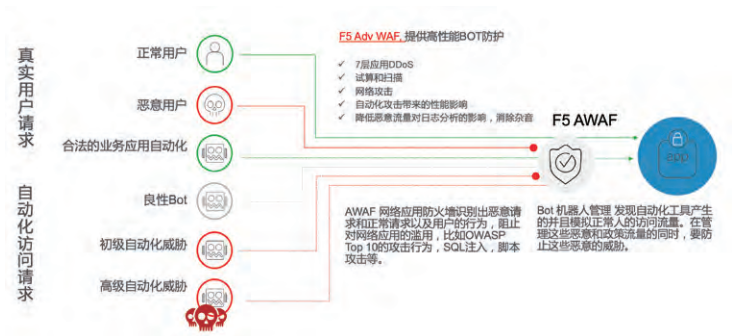 真实用户请求
自动化访问请求
正常用户
恶意用户
合法的业务应用自动化
良性Bot
初级自动化威胁
高级自动化威胁
F5 Adv WAF, 提供高性能BOT防护
✓ 7层应用DDoS
✓ 试算和扫描
✓ 网络攻击
✓ 自动化攻击带来的性能影响
✓ 降低恶意流量对日志分析的影响，消除杂音
F5 AWAF
app
AWAF 网络应用防火墙识别出恶意请
求和正常请求以及用户的行为，阻止
对网络应用的滥用，比如OWASP
Top 10的攻击行为，SQL注入，脚本
攻击等。
Bot 机器人管理 发现自动化工具产生
的并且模拟正常人的访问流量。在管
理这些恶意和政策流量的同时，要防
止这些恶意的威胁。